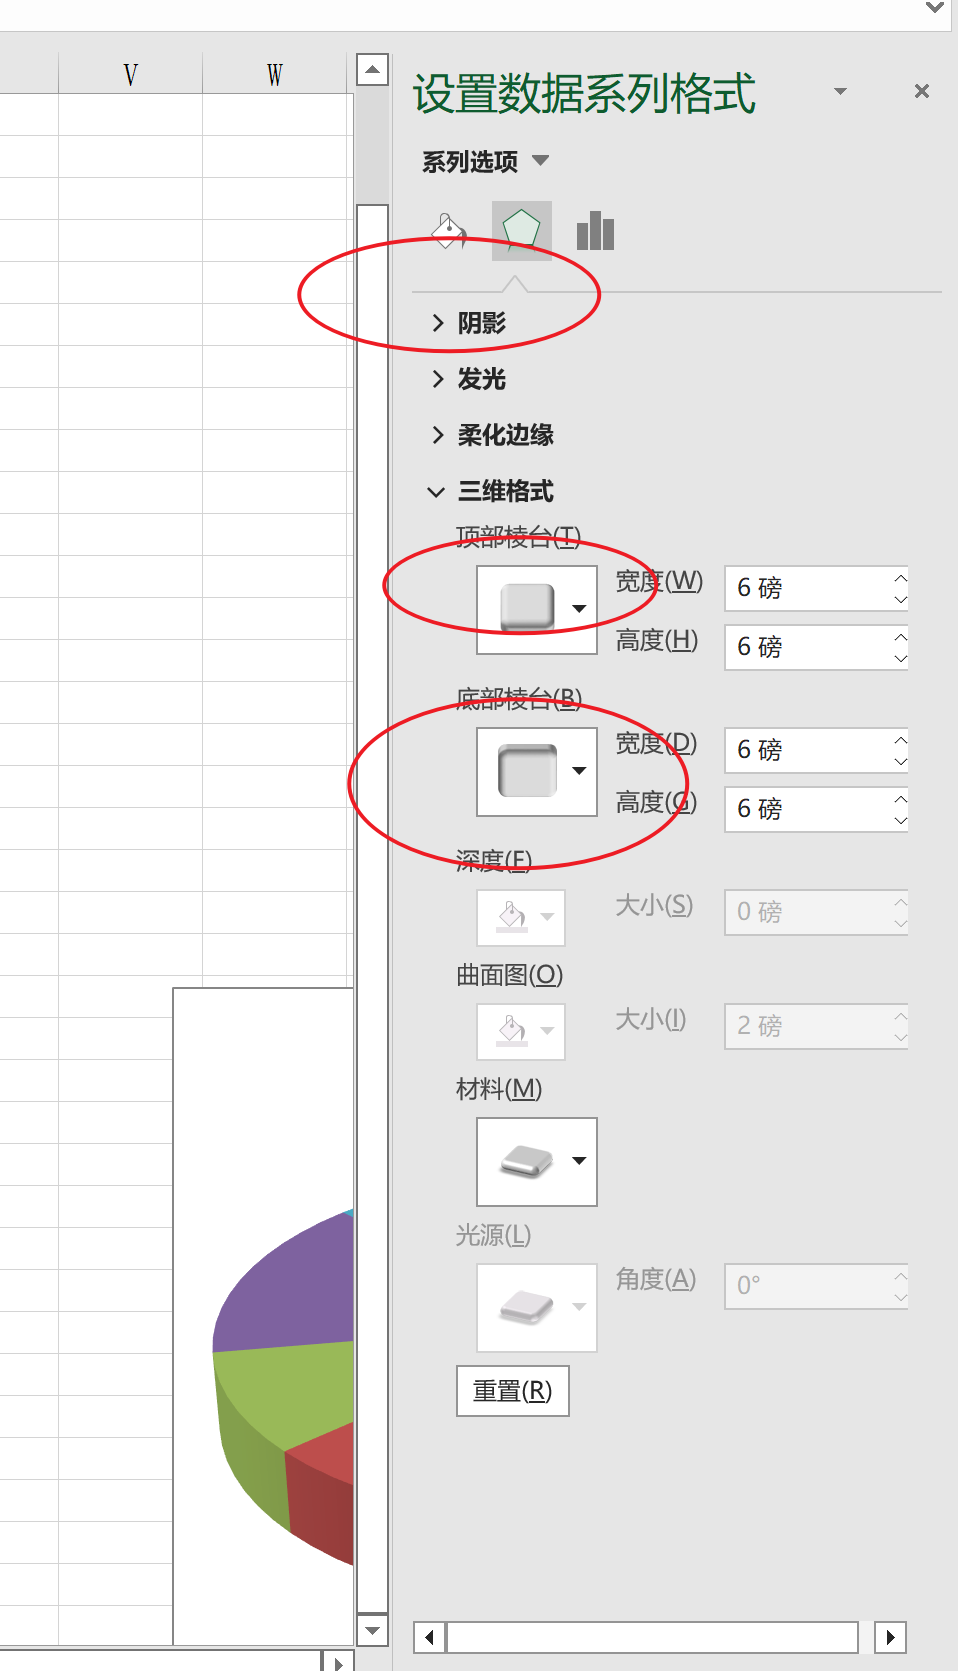 V W
设置数据系列格式
系列选项
阴影
发光
柔化边缘
三维格式
顶部棱台(T)
宽度(W) 6 磅
高度(H) 6 磅
底部棱台(B)
宽度(D) 6 磅
高度(G) 6 磅
深度(E)
大小(S) 0 磅
曲面图(O)
大小(I) 2 磅
材料(M)
光源(L)
角度(A) 0°
重置(R)